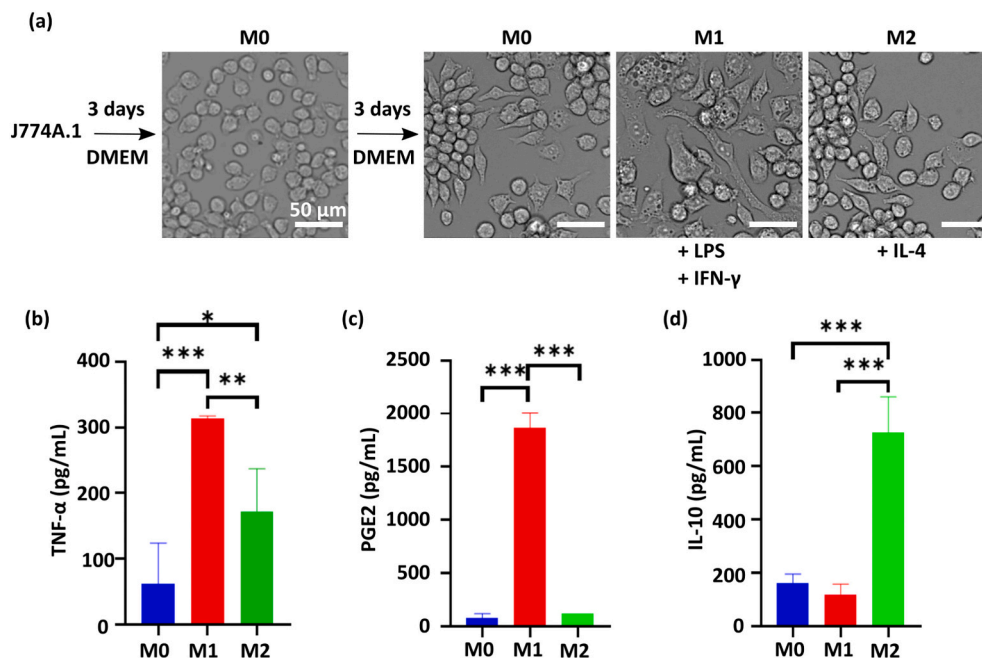 (a)
M0
M0
M1
M2
J774A.1
3 days
DMEM
50 µm
3 days
DMEM
+ LPS
+ IFN-γ
+ IL-4
(b)
*
***
**
TNF-α (pg/mL)
400
300
200
100
0
M0
M1
M2
(c)
***
***
PGE2 (pg/mL)
2500
2000
1500
1000
500
0
M0
M1
M2
(d)
***
***
IL-10 (pg/mL)
1000
800
600
400
200
0
M0
M1
M2